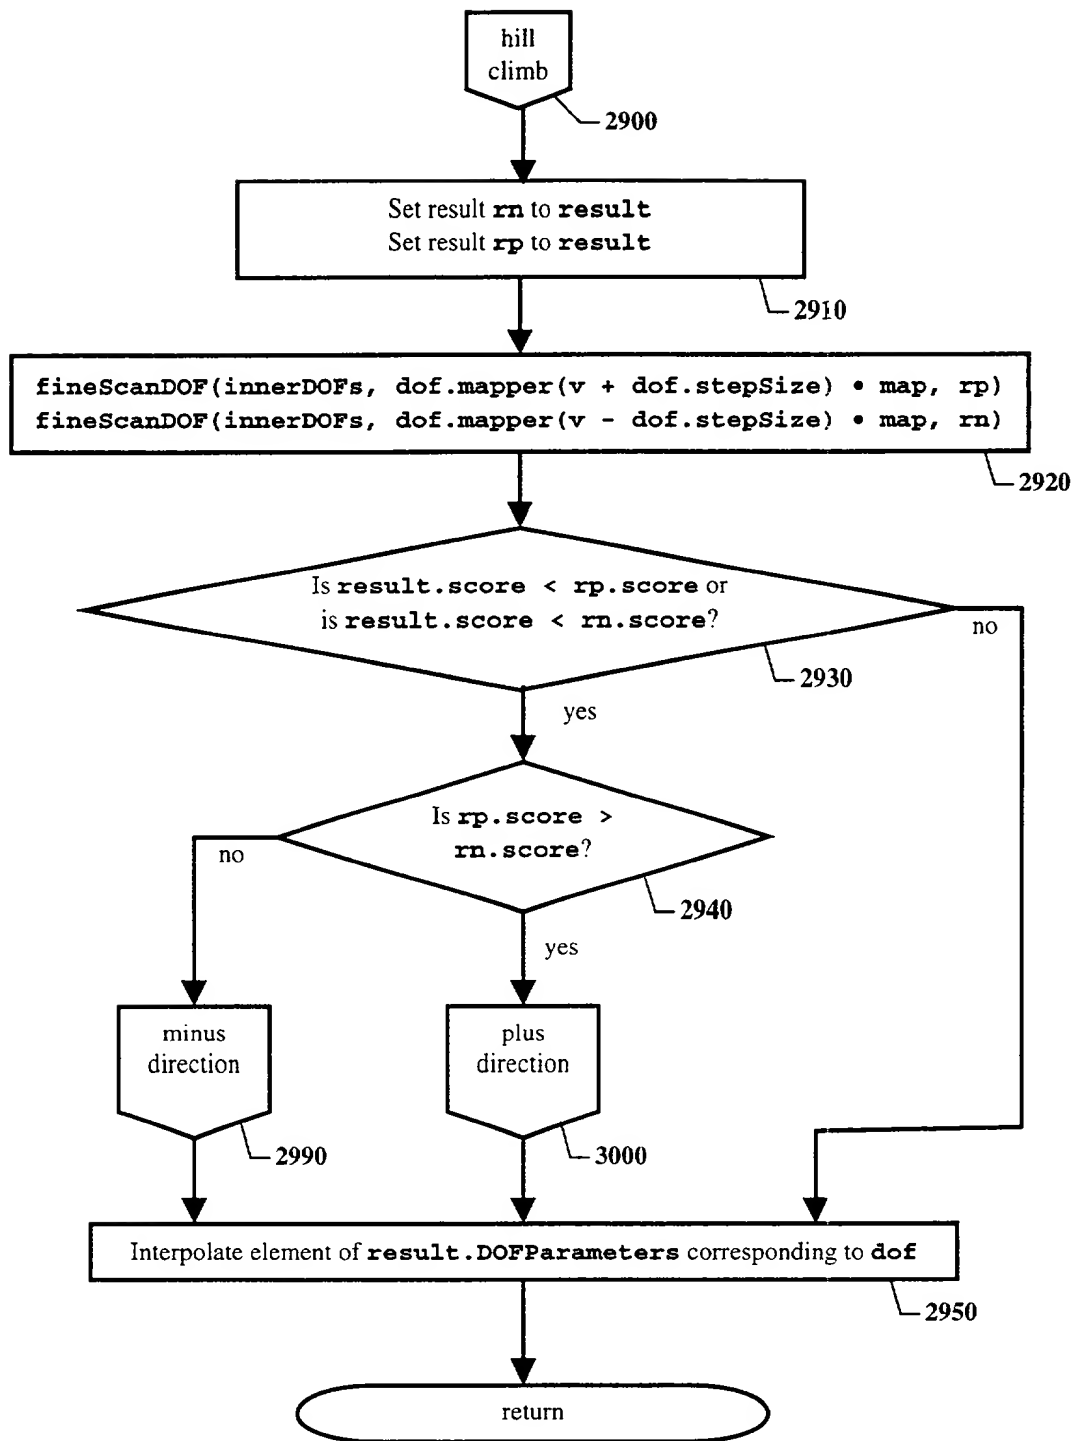 hill
climb
2900
Set result rn to result
Set result rp to result
2910
fineScanDOF(innerDOFs, dof.mapper(v + dof.stepSize) • map, rp)
fineScanDOF(innerDOFs, dof.mapper(v - dof.stepSize) • map, rn)
2920
Is result.score < rp.score or
is result.score < rn.score?
no
2930
yes
Is rp.score >
rn.score?
no
2940
yes
minus
direction
plus
direction
2990
3000
Interpolate element of result.DOFParameters corresponding to dof
2950
return